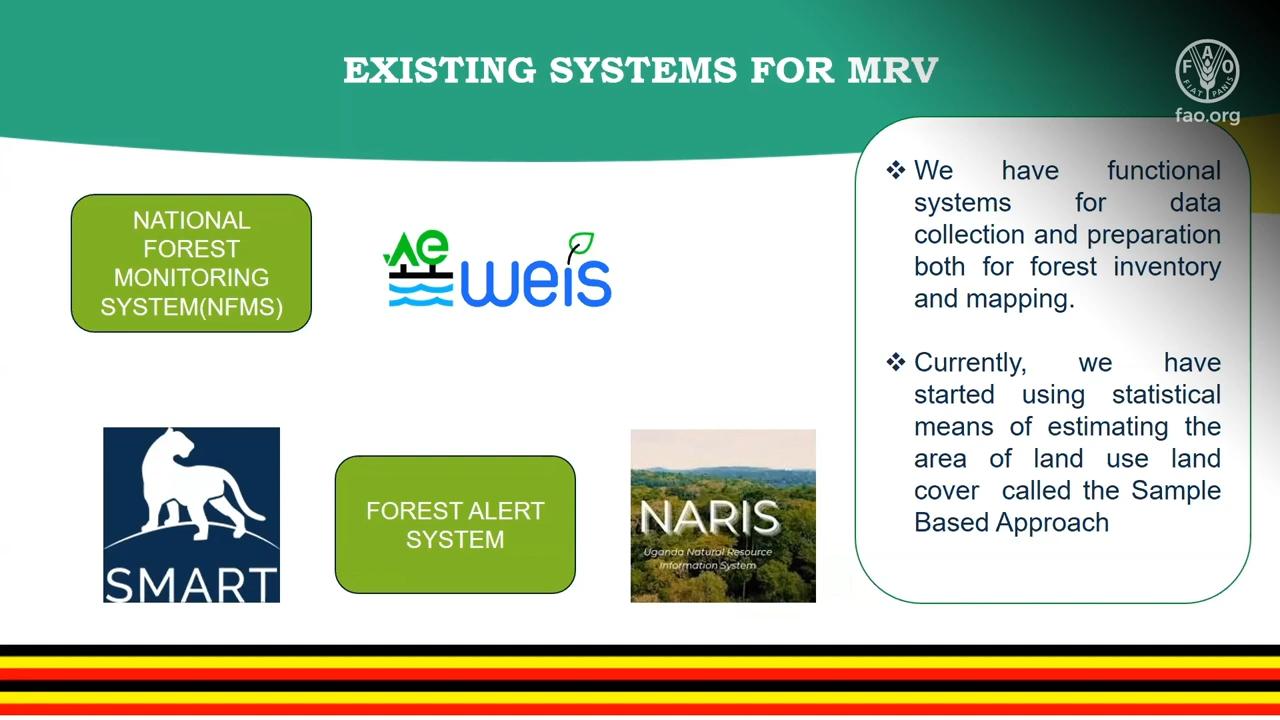 EXISTING SYSTEMS FOR MRV
FAO
FIAT PANIS
fao.org
NATIONAL
FOREST
MONITORING
SYSTEM(NFMS)
weis
SMART
FOREST ALERT
SYSTEM
NARIS
Uganda Natural Resource
Information System
We have functional
systems for data
collection and preparation
both for forest inventory
and mapping.
Currently, we have
started using statistical
means of estimating the
area of land use land
cover called the Sample
Based Approach